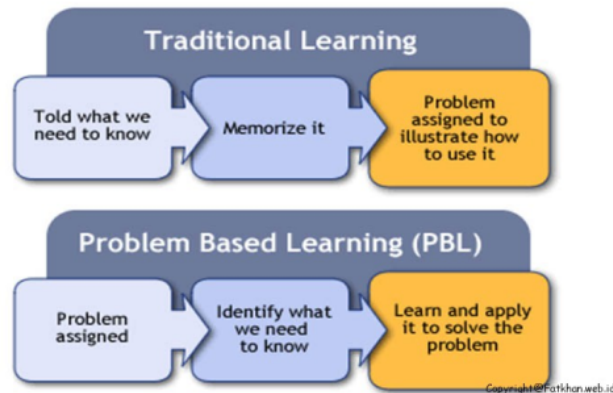 Traditional Learning
Told what we
need to know
Memorize it
Problem
assigned to
illustrate how
to use it
Problem Based Learning (PBL)
Problem
assigned
Identify what
we need
to know
Learn and apply
it to solve the
problem
Copyright@Fatkhan.web.id